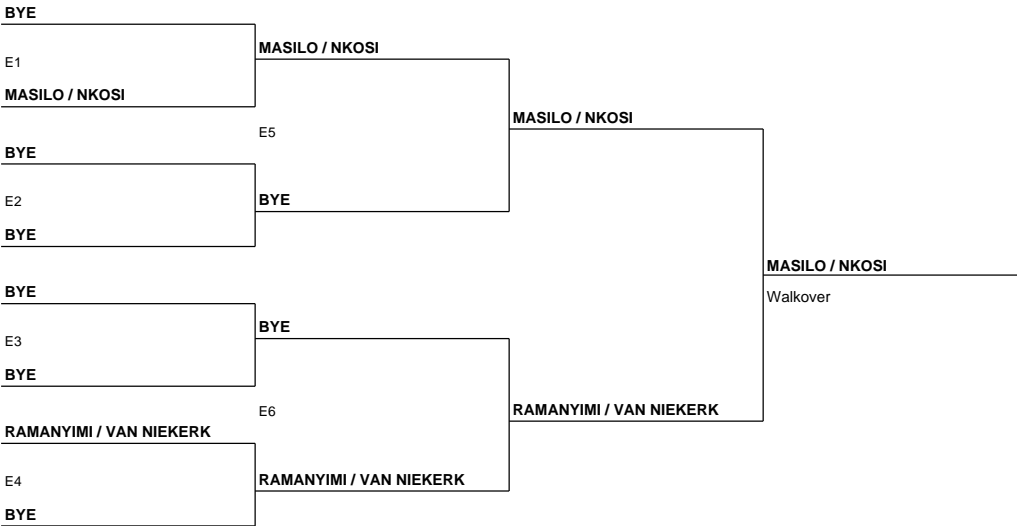 BYE
E1
MASILO / NKOSI
MASILO / NKOSI
E5
BYE
E2
BYE
BYE
MASILO / NKOSI
BYE
E3
BYE
BYE
E6
RAMANYIMI / VAN NIEKERK
E4
BYE
RAMANYIMI / VAN NIEKERK
RAMANYIMI / VAN NIEKERK
MASILO / NKOSI
Walkover